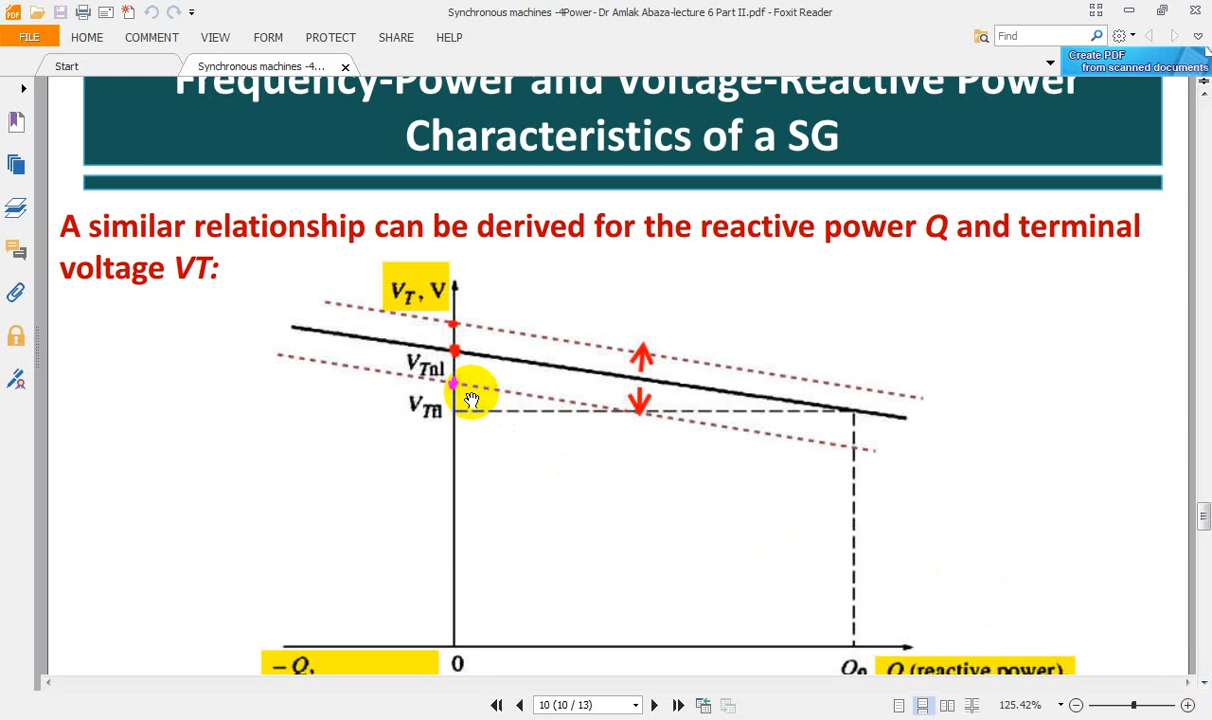 Synchronous machines -4Power- Dr Amlak Abaza-lecture 6 Part II.pdf - Foxit Reader
FILE HOME COMMENT VIEW FORM PROTECT SHARE HELP Find
Create PDF
from scanned documents
Start Synchronous machines -4...
Frequency-Power and Voltage-Reactive Power
Characteristics of a SG
A similar relationship can be derived for the reactive power Q and terminal
voltage VT:
VT, V
VTnl
VTfl
0
– Q, Qfl Q (reactive power),
10 (10 / 13) 125.42%